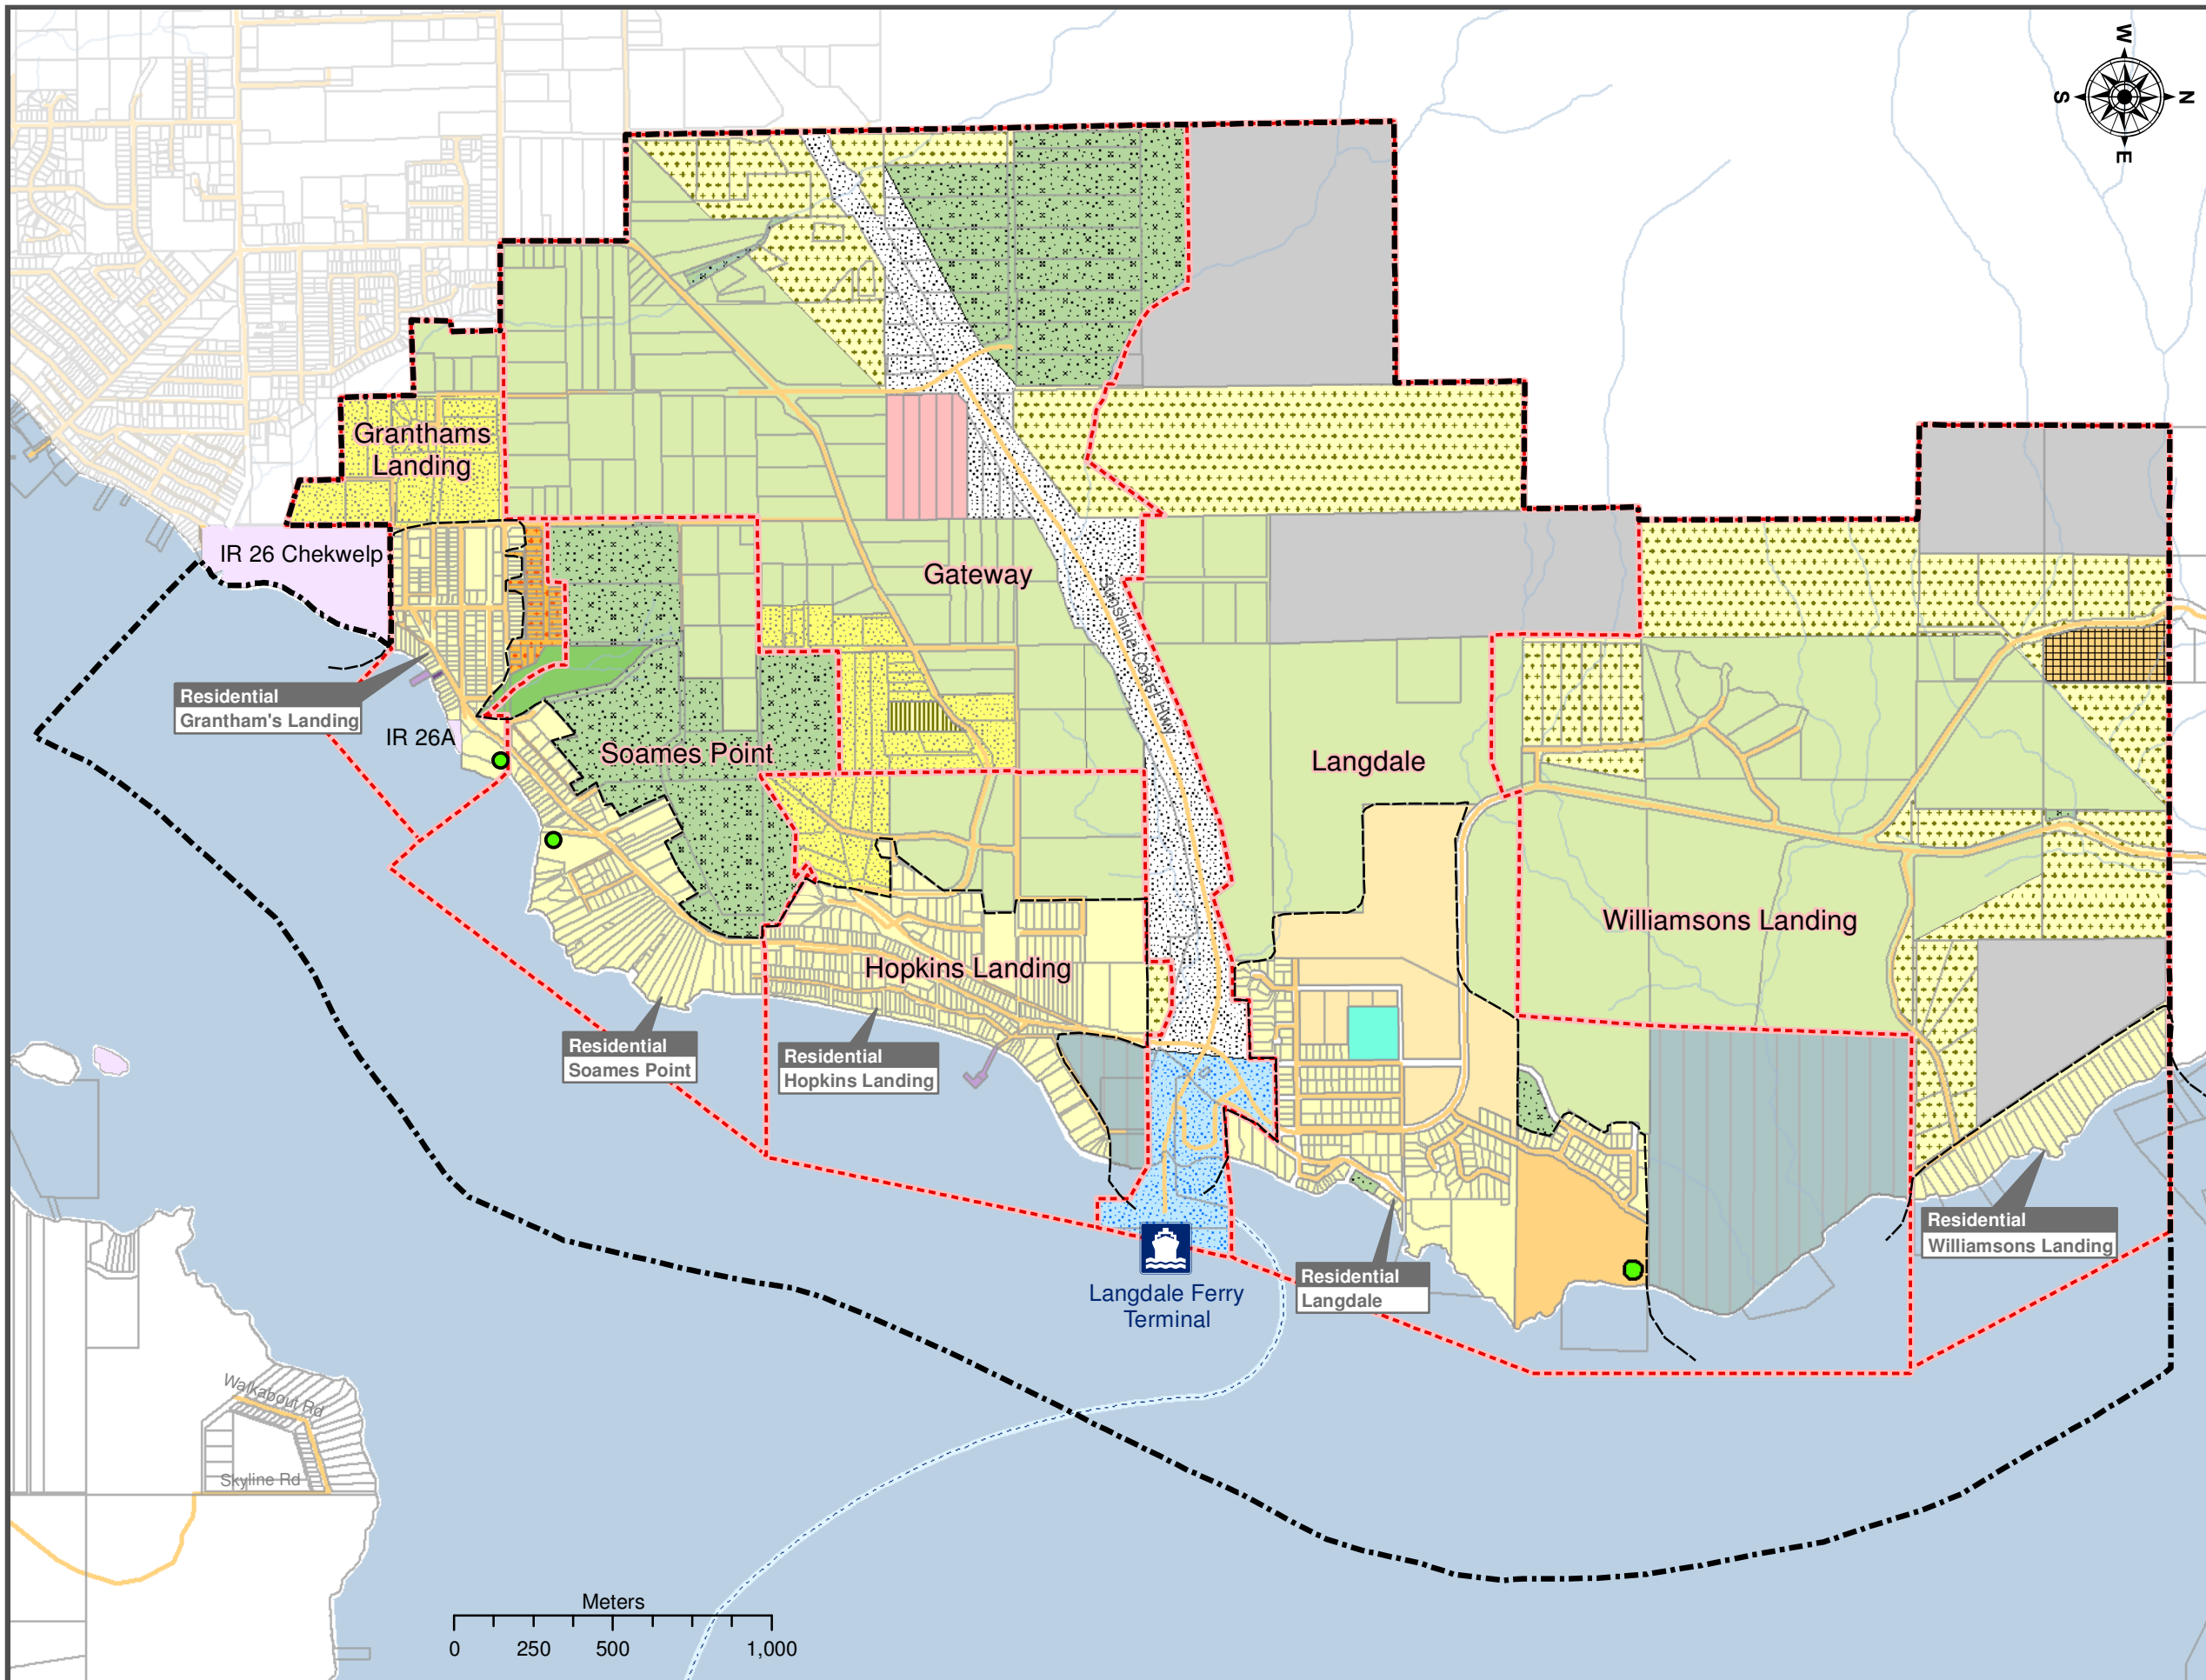 W
N
S
E
Granthams
Landing
IR 26 Chekwelp
Gateway
Sunshine Coast Hwy
Residential
Grantham's Landing
IR 26A
Soames Point
Langdale
Williamsons Landing
Hopkins Landing
Residential
Soames Point
Residential
Hopkins Landing
Residential
Williamsons Landing
Residential
Langdale
Langdale Ferry
Terminal
Walkabout Rd
Skyline Rd
Meters
0 250 500 1,000